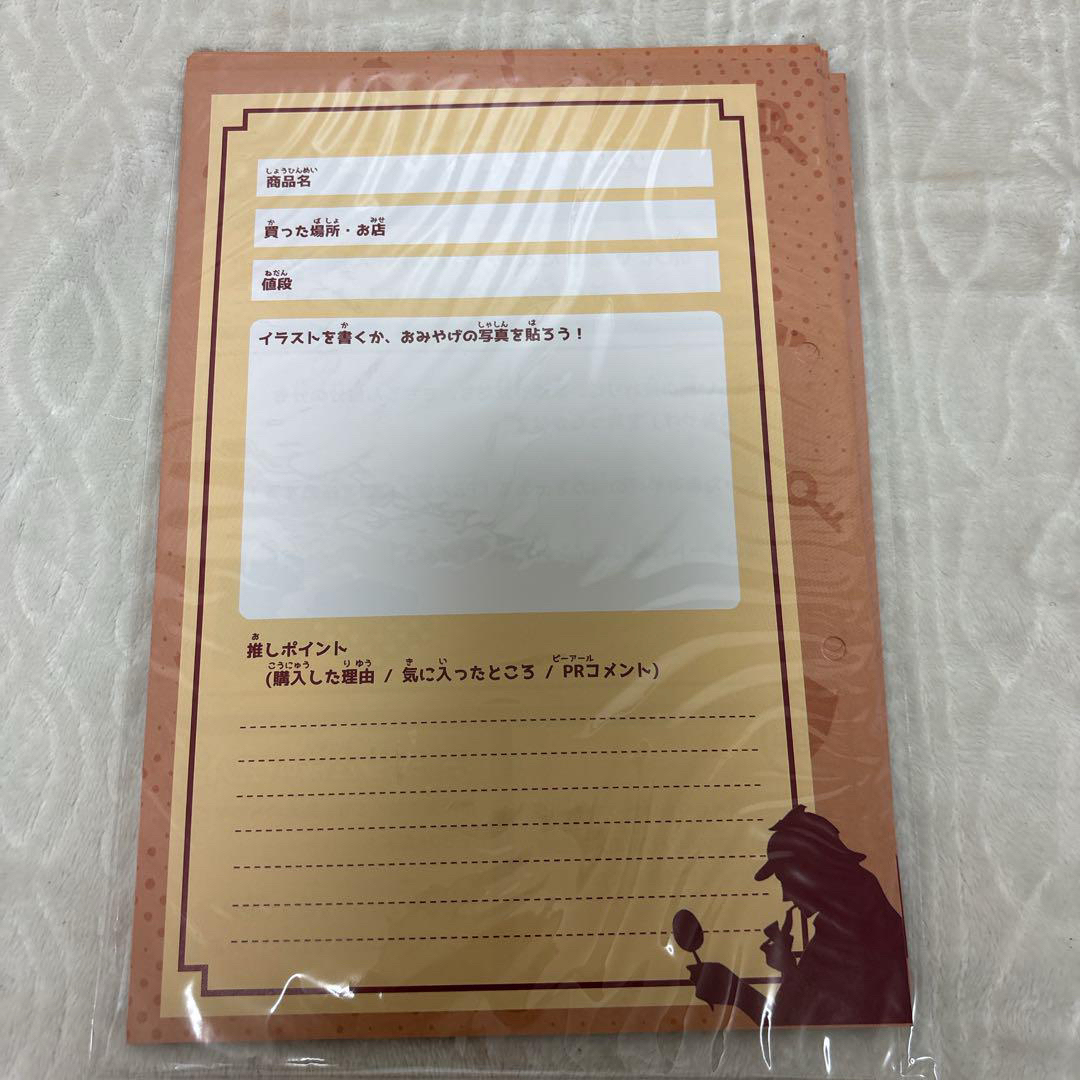 しょうひんめい
商品名
か ばしょ みせ
買った場所・お店
ねだん
値段
か しゃしん は
イラストを書くか、おみやげの写真を貼ろう！
お
推しポイント
こうにゅう りゆう き い ピーアール
(購入した理由 / 気に入ったところ / PRコメント)